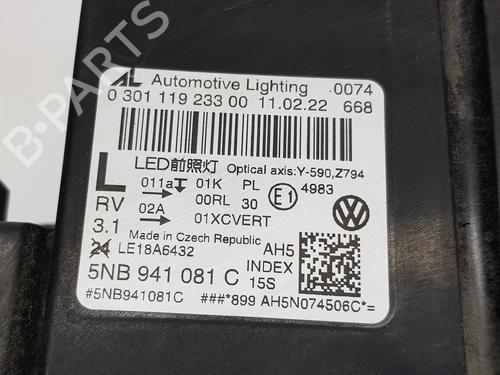 AL Automotive Lighting .0074
0 301 119 233 00 11.02.22 668
LED前照灯 Optical axis:Y-590,Z794
L 011a 01K PL E1 4983
00RL 30
RV 02A 01XCVERT
3.1 Made in Czech Republic AH5
24 LE18A6432
5NB 941 081 C INDEX 15S
#5NB941081C ###*899 AH5N074506C*=
B-PARTS